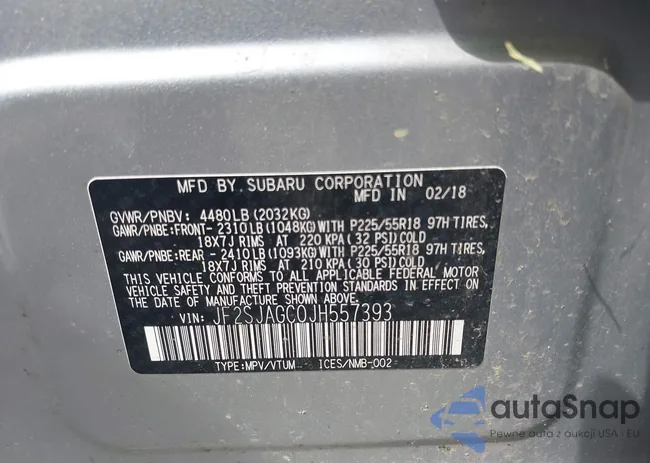 MFD BY. SUBARU CORPORATION
MFD IN 02/18
GVWR/PNBV: 4480LB(2032KG)
GAWR/PNBE:FRONT- 2310LB(1048KG)WITH P225/55R18 97H TIRES,
18X7J RIMS AT 220 KPA(32 PSI)COLD
GAWR/PNBE:REAR - 2410LB(1093KG)WITH P225/55R18 97H TIRES,
18X7J RIMS AT 210 KPA(30 PSI)COLD
THIS VEHICLE CONFORMS TO ALL APPLICABLE FEDERAL MOTOR
VEHICLE SAFETY AND THEFT PREVENTION STANDARDS IN EFFECT ON THE
DATE OF MANUFACTURE SHOWN ABOVE.
VIN: JF2SJAGC0JH557393
TYPE:MPV/VTUM ICES/NMB-002
autaSnap
Pewne auta z aukcji USA · EU